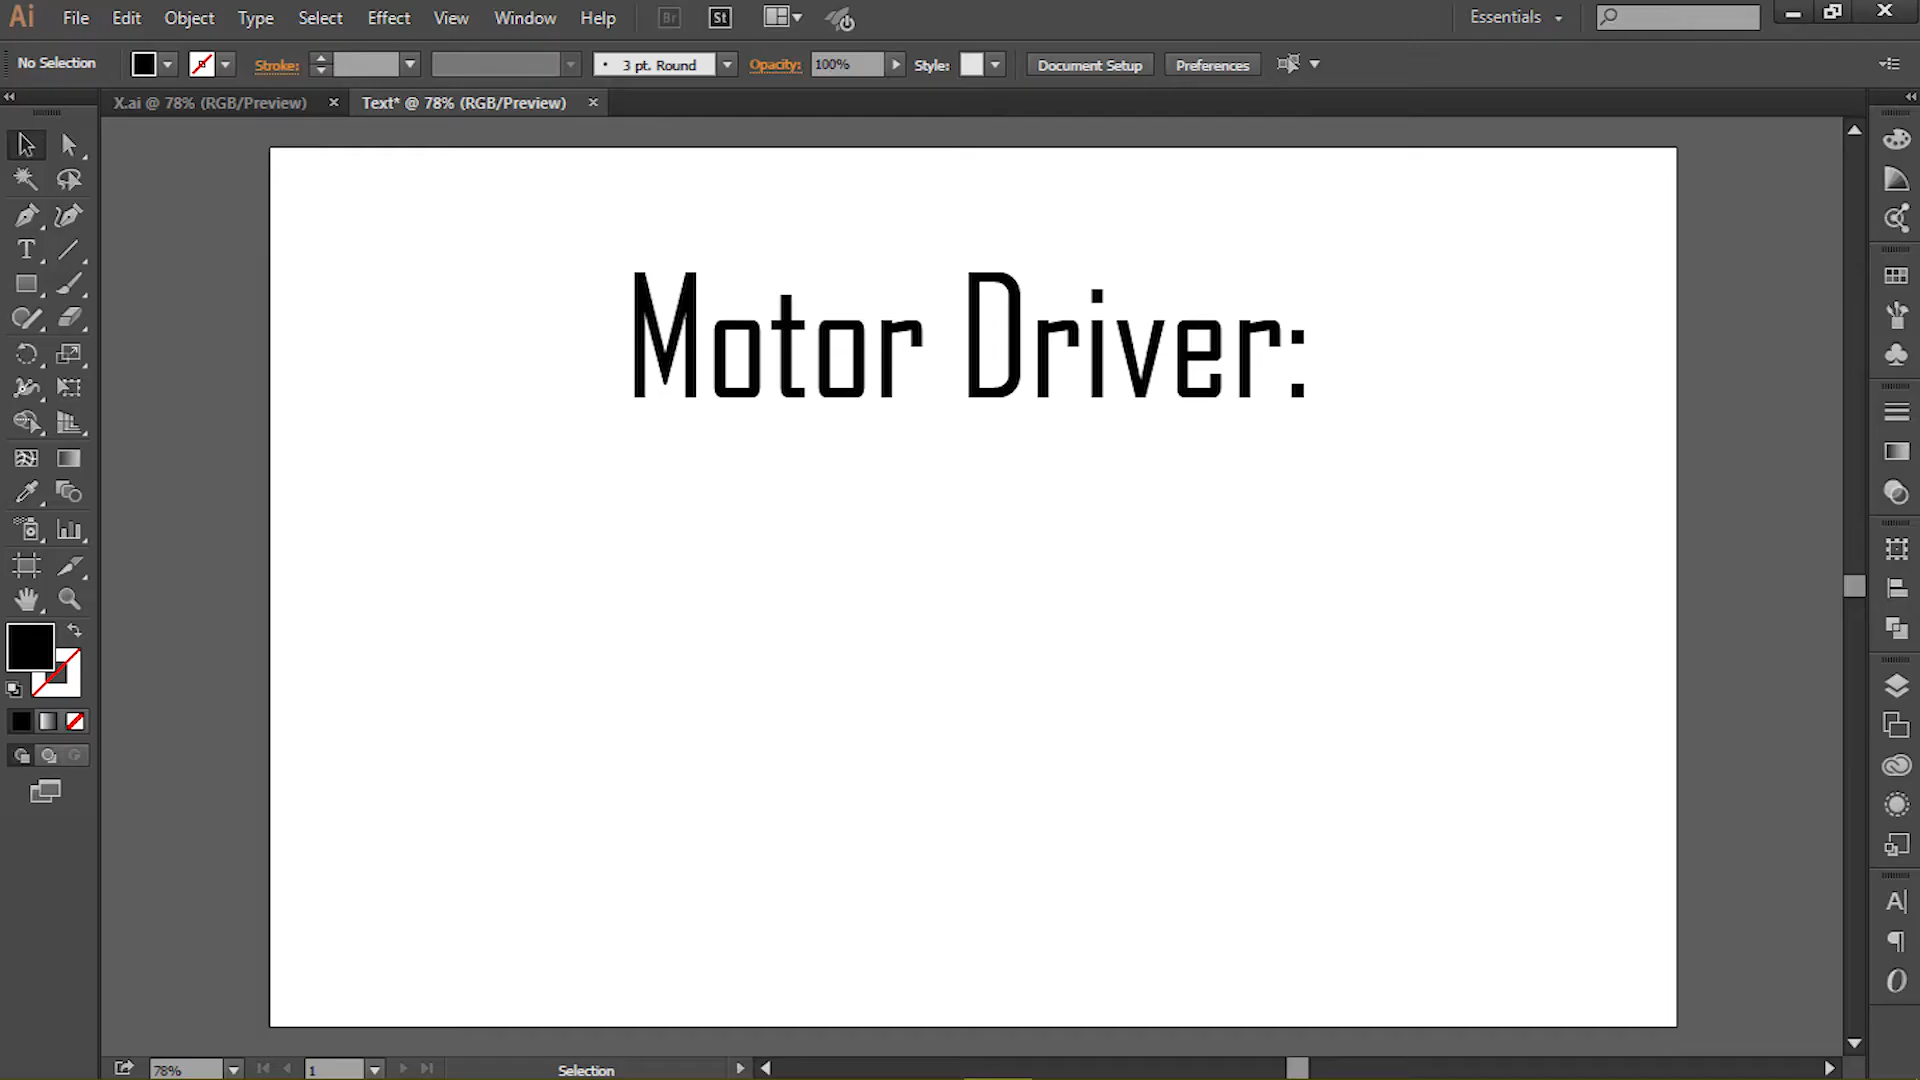 Ai File Edit Object Type Select Effect View Window Help Br St Essentials
No Selection Stroke: 3 pt. Round Opacity: 100% Style: Document Setup Preferences
X.ai @ 78% (RGB/Preview) × Text* @ 78% (RGB/Preview) ×
Motor Driver:
78% 1 Selection